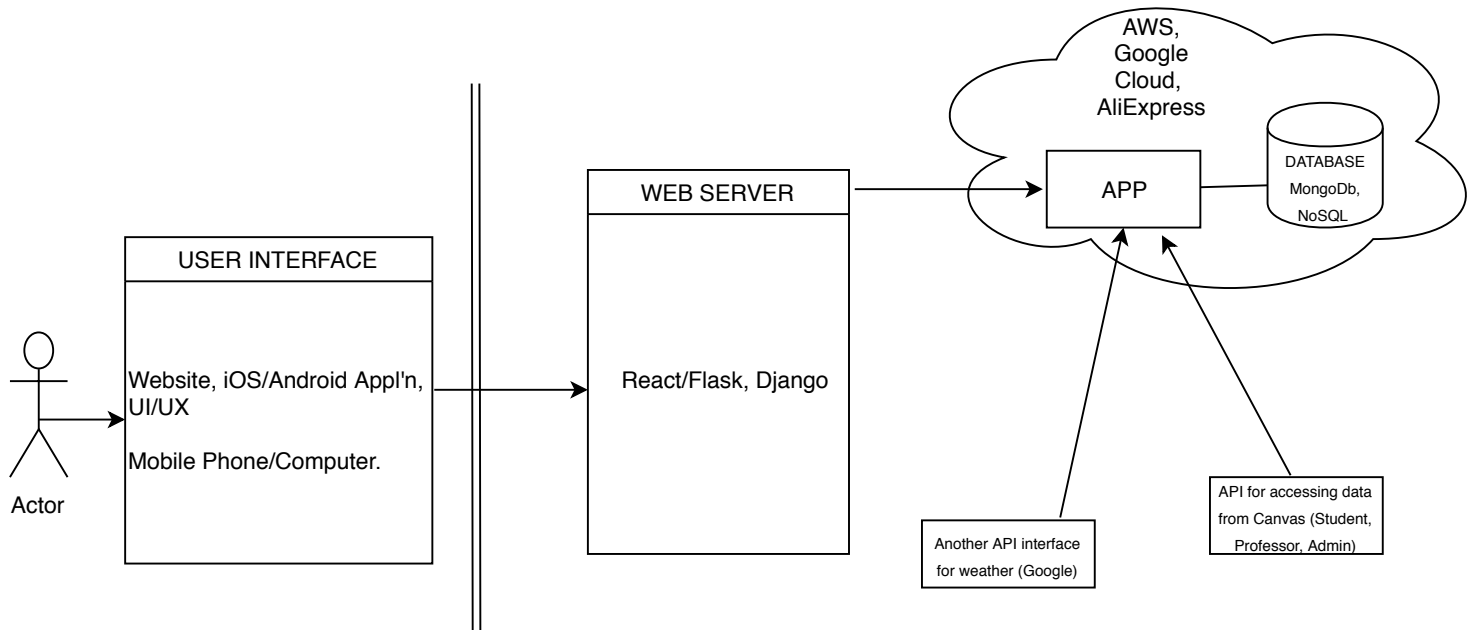 Actor
USER INTERFACE
Website, iOS/Android Appl'n,
UI/UX
Mobile Phone/Computer.
WEB SERVER
React/Flask, Django
AWS,
Google
Cloud,
AliExpress
APP
DATABASE
MongoDb,
NoSQL
Another API interface
for weather (Google)
API for accessing data
from Canvas (Student,
Professor, Admin)